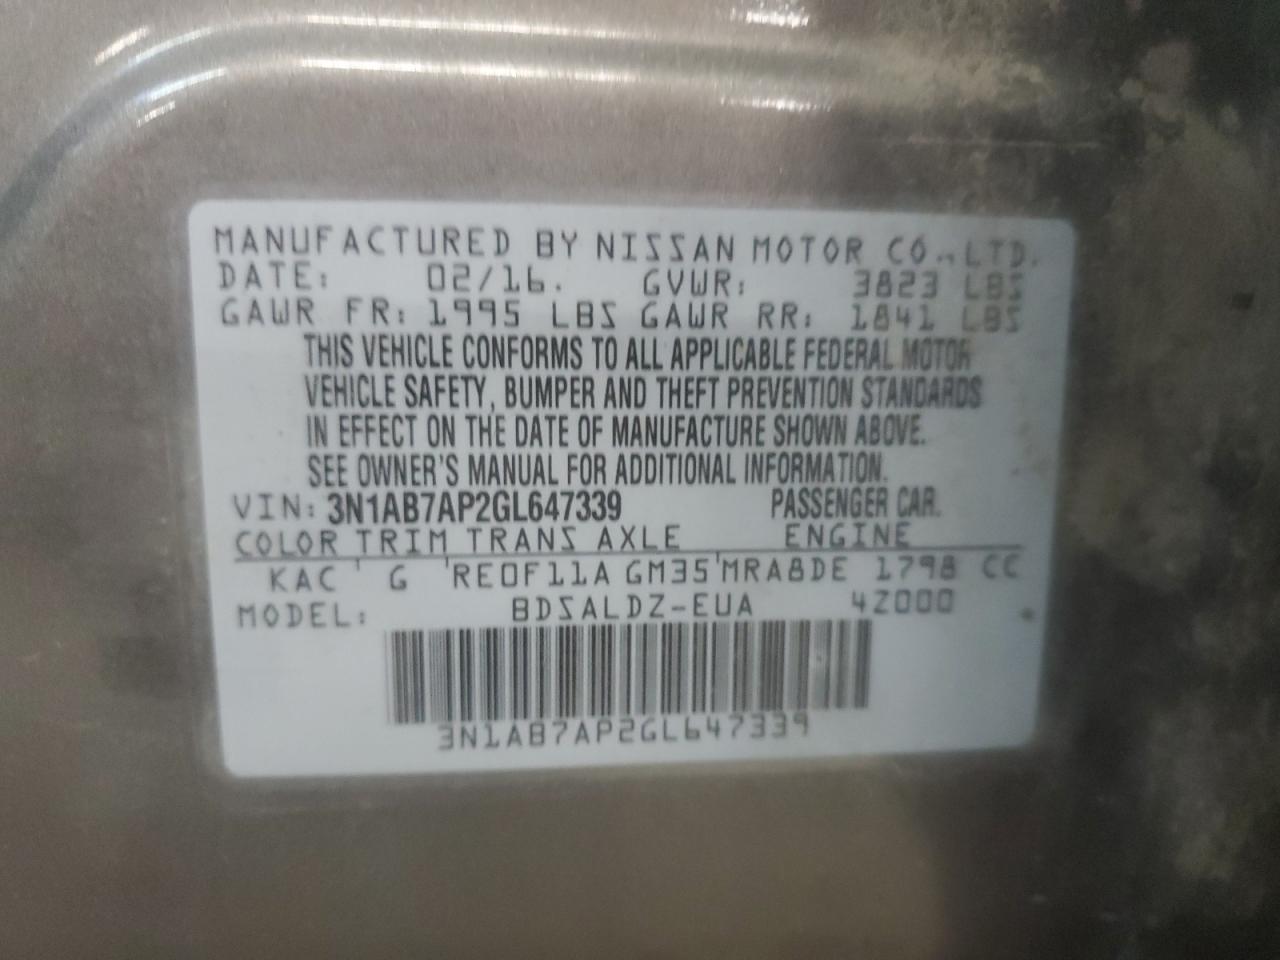 MANUFACTURED BY NISSAN MOTOR CO., LTD.
DATE: 02/16. GVWR: 3823 LBS
GAWR FR: 1995 LBS GAWR RR: 1841 LBS
THIS VEHICLE CONFORMS TO ALL APPLICABLE FEDERAL MOTOR
VEHICLE SAFETY, BUMPER AND THEFT PREVENTION STANDARDS
IN EFFECT ON THE DATE OF MANUFACTURE SHOWN ABOVE.
SEE OWNER'S MANUAL FOR ADDITIONAL INFORMATION.
VIN: 3N1AB7AP2GL647339 PASSENGER CAR.
COLOR TRIM TRANS AXLE ENGINE
KAC ' G 'RE0F11A GM35'MRA8DE 1798 CC
MODEL: BDSALDZ-EUA 4Z000
3N1AB7AP2GL647339